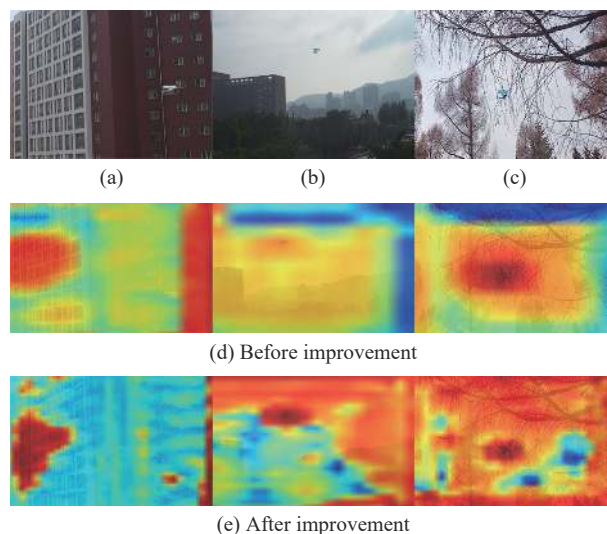 (a)
(b)
(c)
(d) Before improvement
(e) After improvement